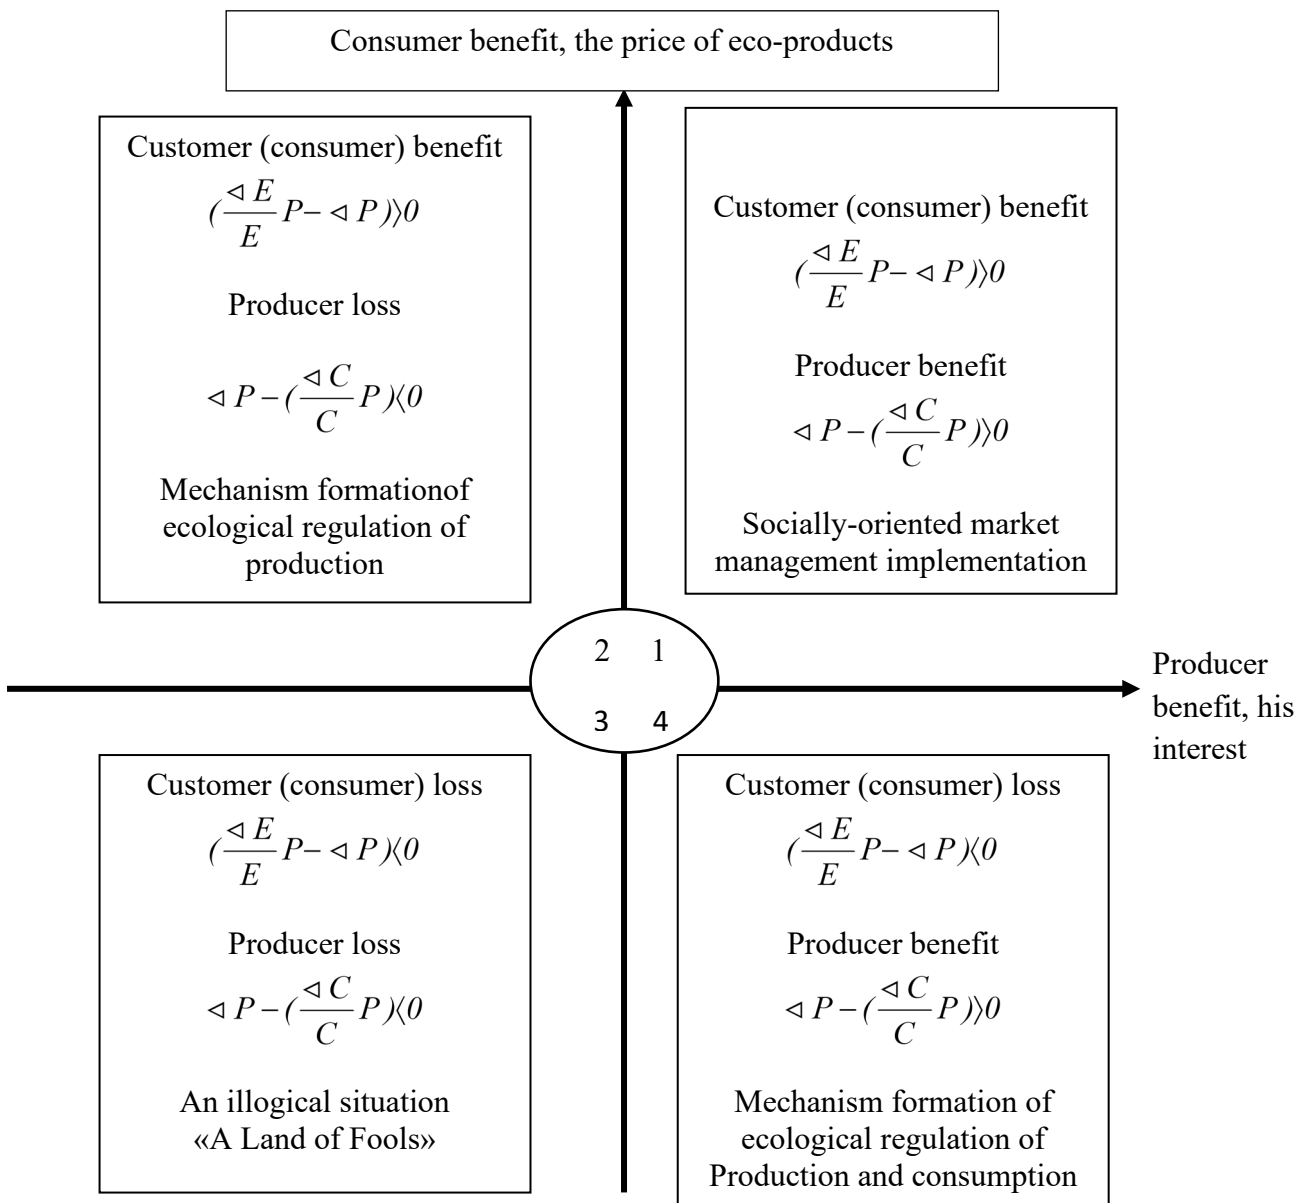 Consumer benefit, the price of eco-products
Customer (consumer) benefit
(⊲ E/E P– ⊲ P)⟩0
Producer loss
⊲ P – (⊲ C/C P)⟨0
Mechanism formationof
ecological regulation of
production
Customer (consumer) benefit
(⊲ E/E P– ⊲ P)⟩0
Producer benefit
⊲ P – (⊲ C/C P)⟩0
Socially-oriented market
management implementation
2 1
3 4
Producer
benefit, his
interest
Customer (consumer) loss
(⊲ E/E P– ⊲ P)⟨0
Producer loss
⊲ P – (⊲ C/C P)⟨0
An illogical situation
«A Land of Fools»
Customer (consumer) loss
(⊲ E/E P– ⊲ P)⟨0
Producer benefit
⊲ P – (⊲ C/C P)⟩0
Mechanism formation of
ecological regulation of
Production and consumption